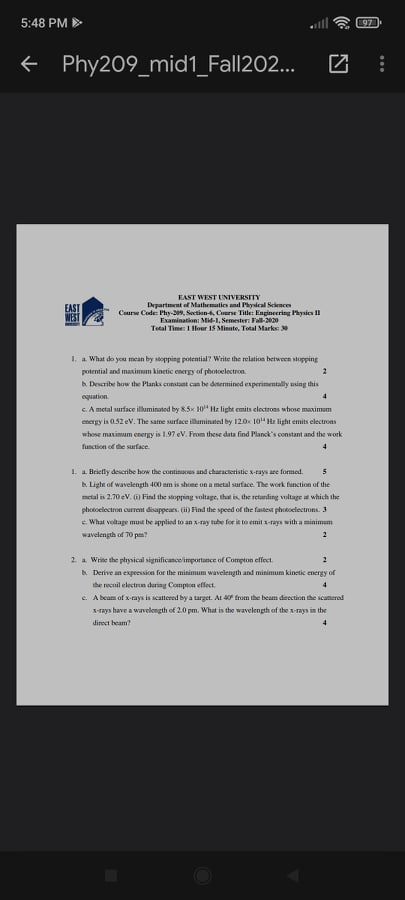 5:48 PM
97
Phy209_mid1_Fall202...
EAST WEST UNIVERSITY
Department of Mathematics and Physical Sciences
Course Code: Phy-209, Section-6, Course Title: Engineering Physics II
Examination: Mid-1, Semester: Fall-2020
Total Time: 1 Hour 15 Minute, Total Marks: 30
EAST
WEST
UNIVERSITY
1. a. What do you mean by stopping potential? Write the relation between stopping
potential and maximum kinetic energy of photoelectron. 2
b. Describe how the Planks constant can be determined experimentally using this
equation. 4
c. A metal surface illuminated by 8.5× 10¹⁴ Hz light emits electrons whose maximum
energy is 0.52 eV. The same surface illuminated by 12.0× 10¹⁴ Hz light emits electrons
whose maximum energy is 1.97 eV. From these data find Planck's constant and the work
function of the surface. 4
1. a. Briefly describe how the continuous and characteristic x-rays are formed. 5
b. Light of wavelength 400 nm is shone on a metal surface. The work function of the
metal is 2.70 eV. (i) Find the stopping voltage, that is, the retarding voltage at which the
photoelectron current disappears. (ii) Find the speed of the fastest photoelectrons. 3
c. What voltage must be applied to an x-ray tube for it to emit x-rays with a minimum
wavelength of 70 pm? 2
2. a. Write the physical significance/importance of Compton effect. 2
b. Derive an expression for the minimum wavelength and minimum kinetic energy of
the recoil electron during Compton effect. 4
c. A beam of x-rays is scattered by a target. At 40⁰ from the beam direction the scattered
x-rays have a wavelength of 2.0 pm. What is the wavelength of the x-rays in the
direct beam? 4